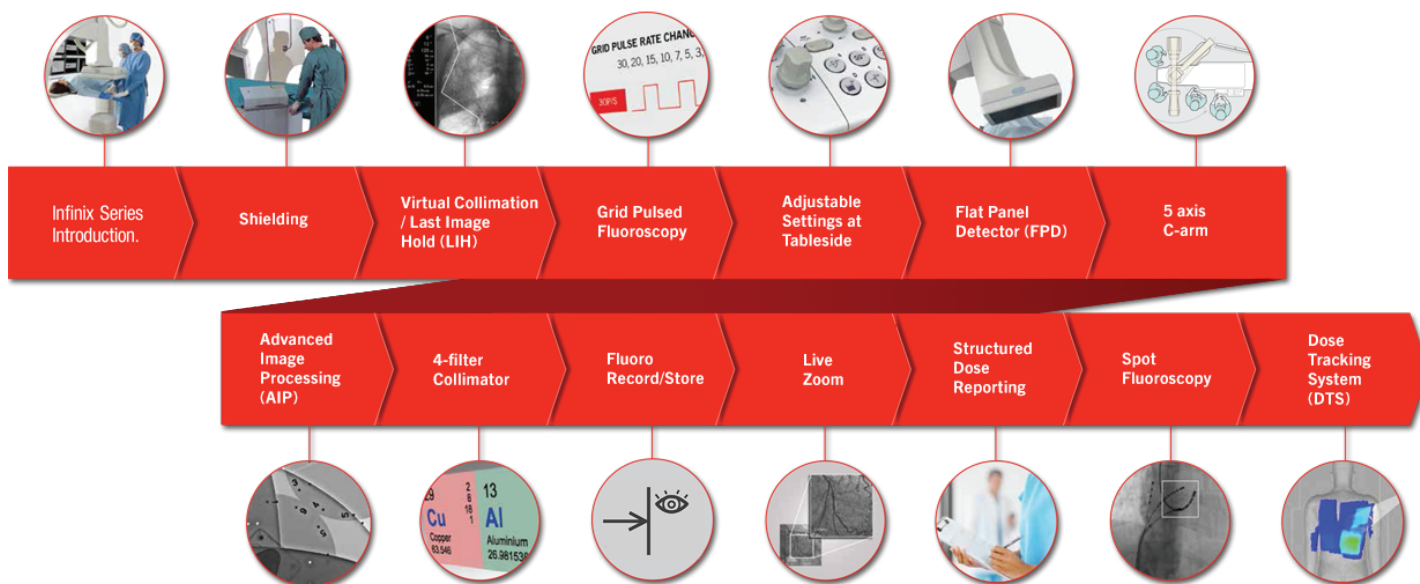 GRID PULSE RATE CHANG
30, 20, 15, 10, 7, 5, 3,
30P/S
Infinix Series
Introduction.
Shielding
Virtual Collimation
/ Last Image
Hold (LIH)
Grid Pulsed
Fluoroscopy
Adjustable
Settings at
Tableside
Flat Panel
Detector (FPD)
5 axis
C-arm
Advanced
Image
Processing
(AIP)
4-filter
Collimator
Fluoro
Record/Store
Live
Zoom
Structured
Dose
Reporting
Spot
Fluoroscopy
Dose
Tracking
System
(DTS)
29 2 8 18 1
Cu
Copper
63.546
13
Al
Aluminium
26.981538